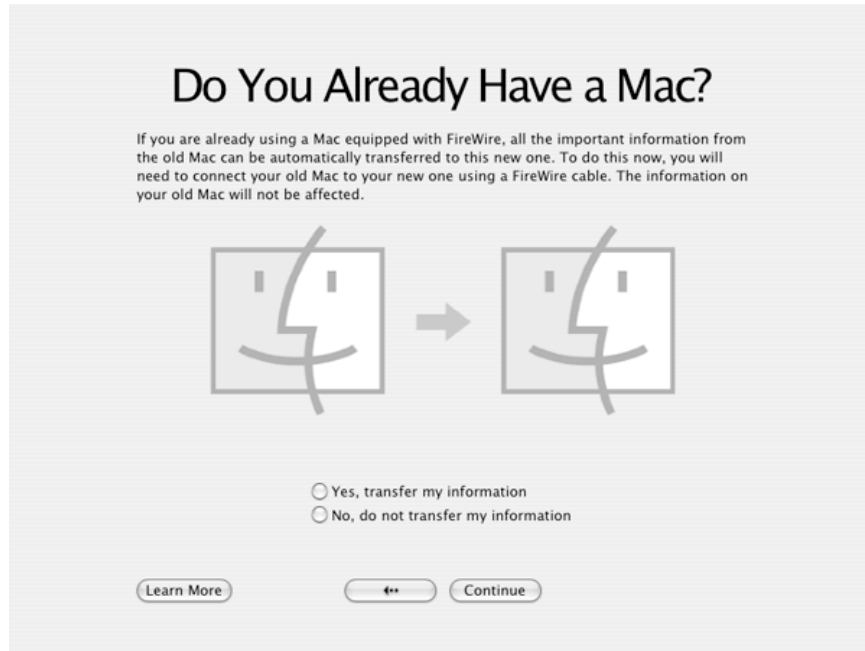 Do You Already Have a Mac?
If you are already using a Mac equipped with FireWire, all the important information from
the old Mac can be automatically transferred to this new one. To do this now, you will
need to connect your old Mac to your new one using a FireWire cable. The information on
your old Mac will not be affected.
Yes, transfer my information
No, do not transfer my information
Learn More
Continue